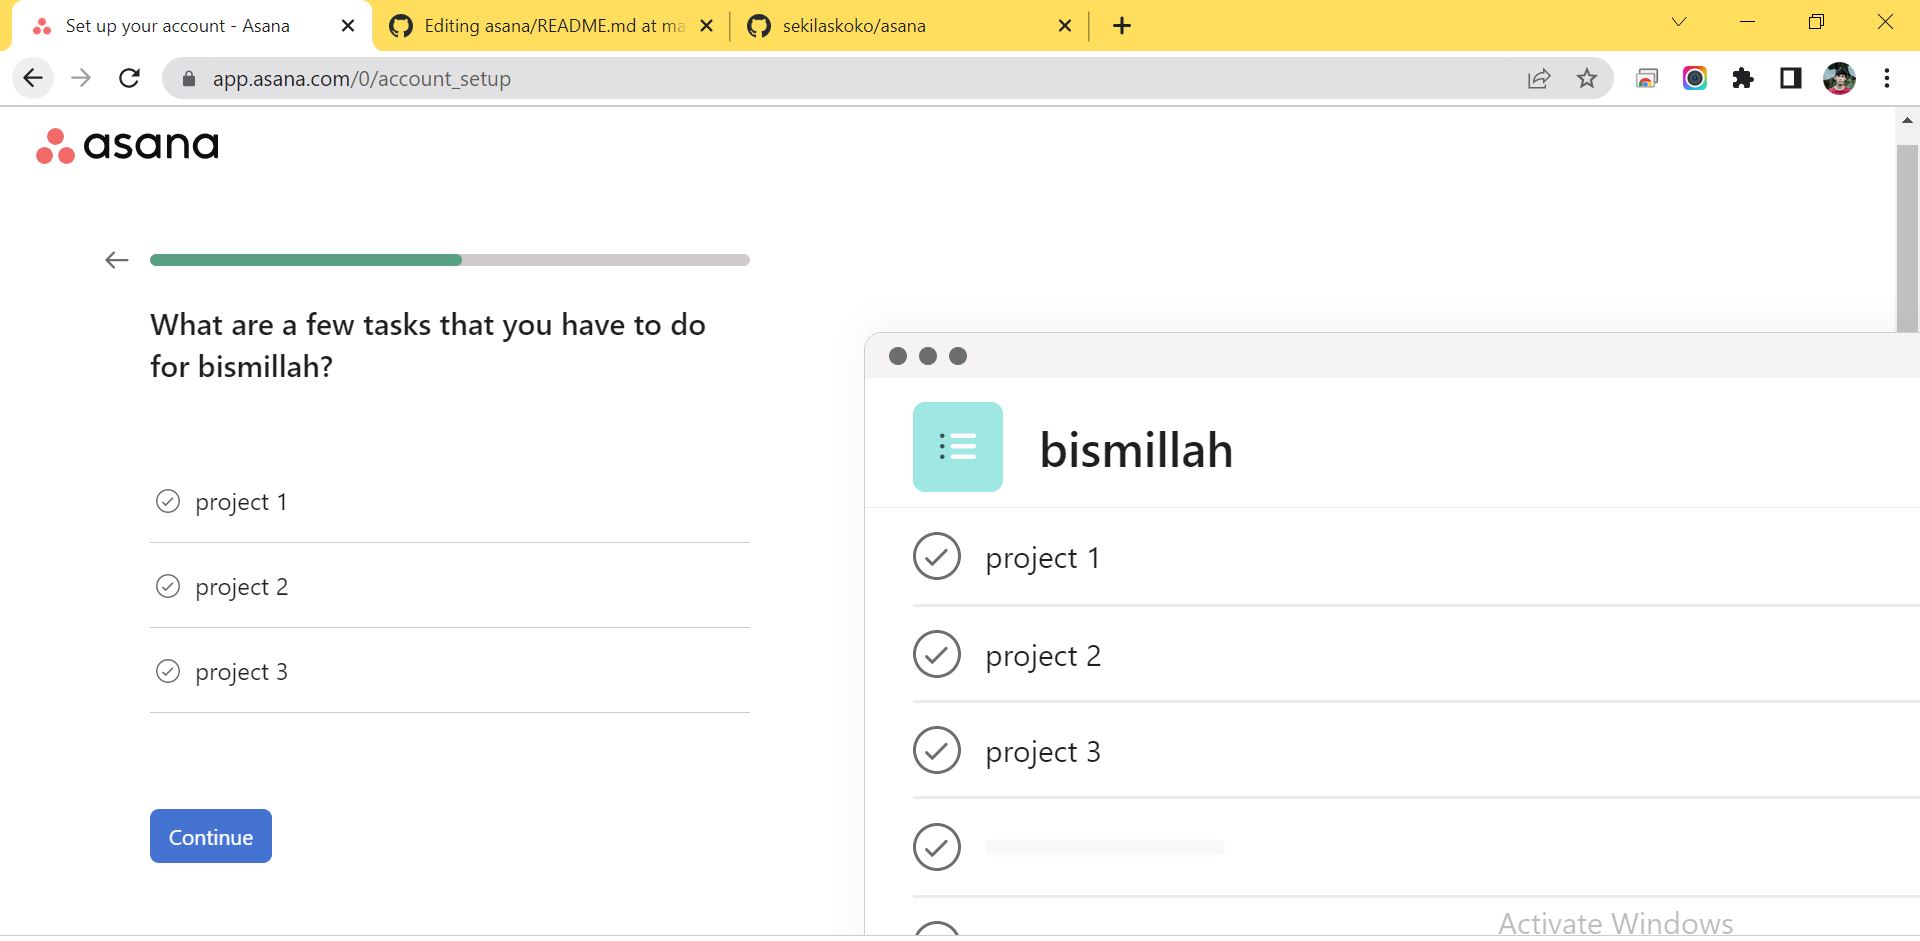 Set up your account - Asana
Editing asana/README.md at ma
sekilaskoko/asana
app.asana.com/0/account_setup
asana
What are a few tasks that you have to do
for bismillah?
project 1
project 2
project 3
Continue
bismillah
project 1
project 2
project 3
Activate Windows